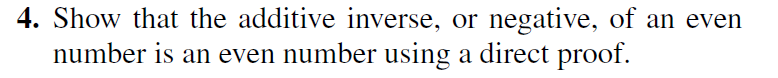 4. Show that the additive inverse, or negative, of an even
number is an even number using a direct proof.